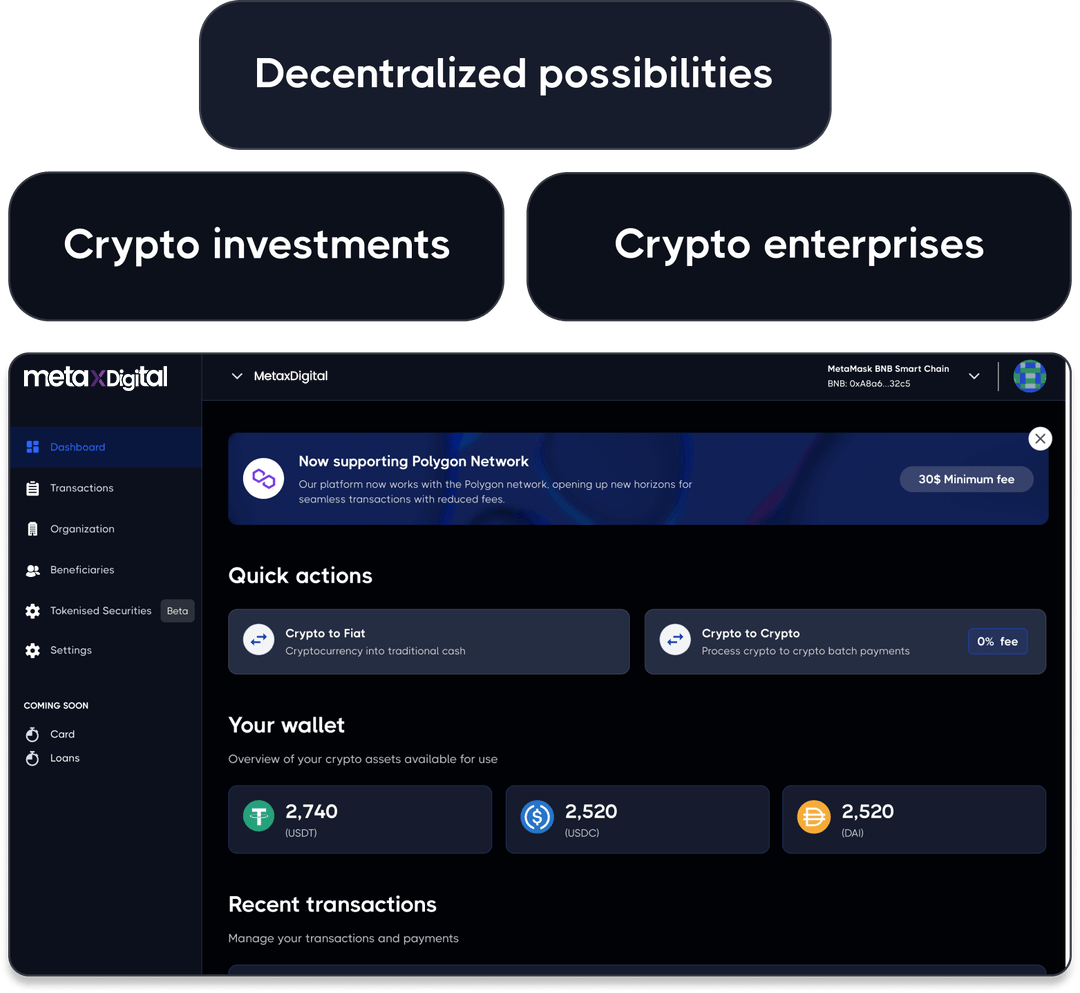 Decentralized possibilities
Crypto investments
Crypto enterprises
metaxDigital
MetaxDigital
MetaMask BNB Smart Chain
BNB: 0xA8a6...32c5
Dashboard
Transactions
Organization
Beneficiaries
Tokenised Securities
Beta
Settings
COMING SOON
Card
Loans
Now supporting Polygon Network
Our platform now works with the Polygon network, opening up new horizons for
seamless transactions with reduced fees.
30$ Minimum fee
Quick actions
Crypto to Fiat
Cryptocurrency into traditional cash
Crypto to Crypto
Process crypto to crypto batch payments
0% fee
Your wallet
Overview of your crypto assets available for use
2,740
(USDT)
2,520
(USDC)
2,520
(DAI)
Recent transactions
Manage your transactions and payments